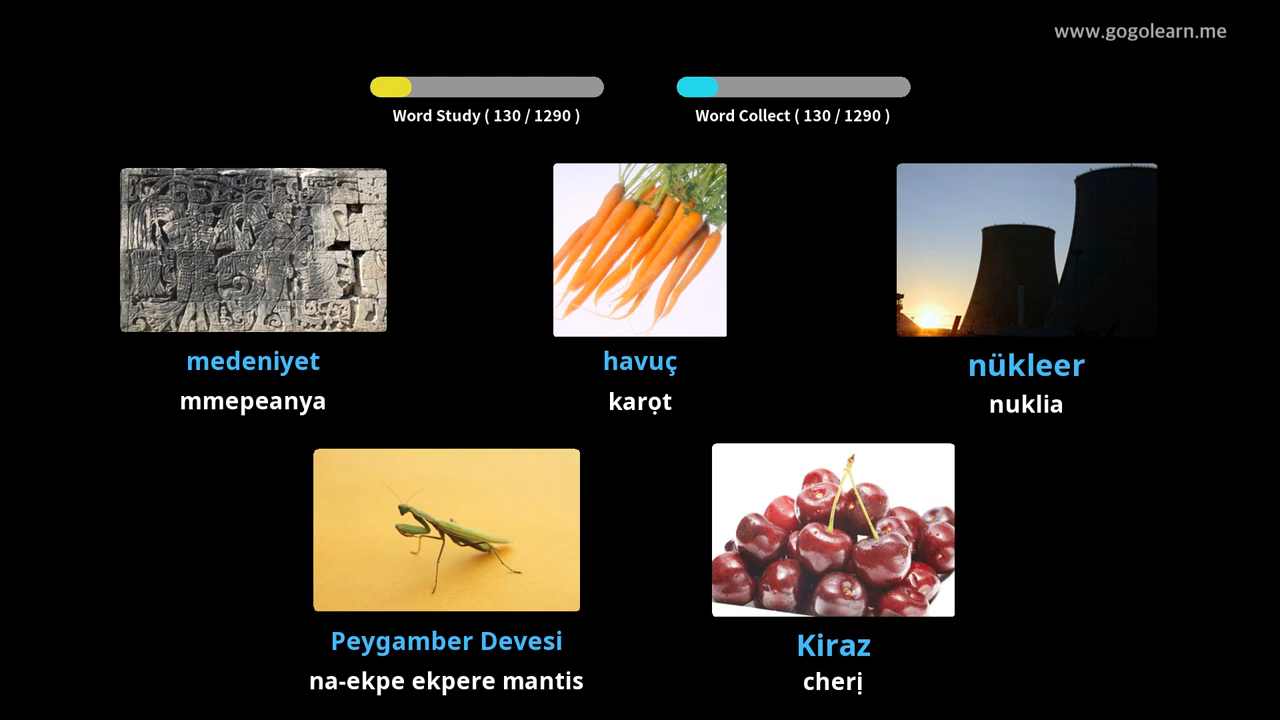 www.gogolearn.me
Word Study ( 130 / 1290 )
Word Collect ( 130 / 1290 )
medeniyet
mmepeanya
havuç
karọt
nükleer
nuklia
Peygamber Devesi
na-ekpe ekpere mantis
Kiraz
cherị